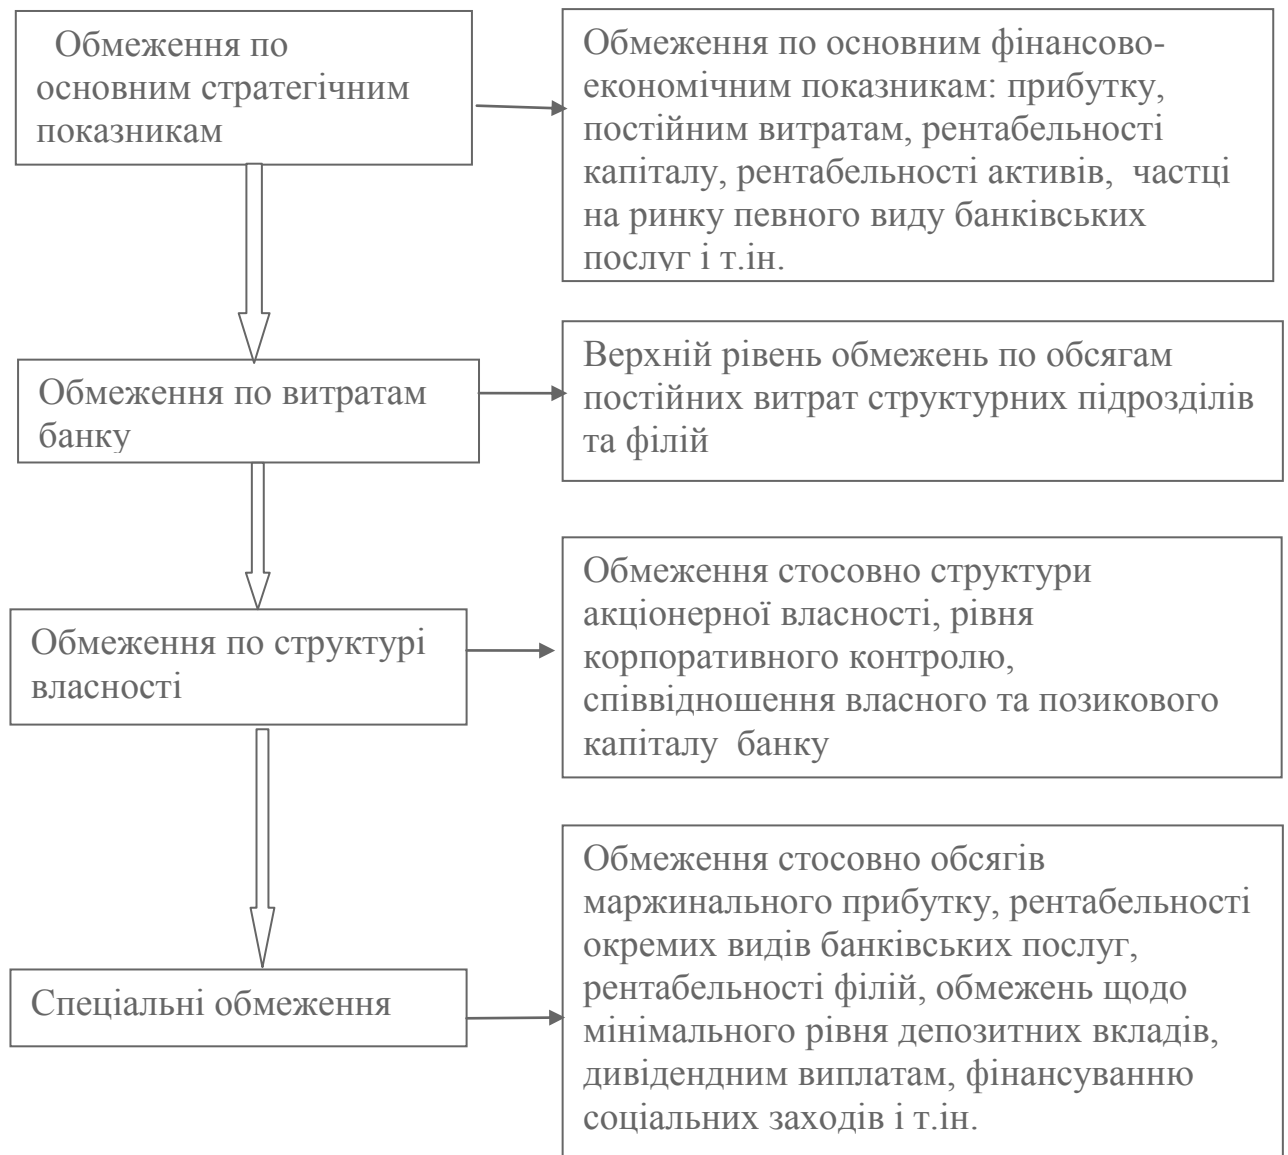 Обмеження по
основним стратегічним
показникам
Обмеження по основним фінансово-
економічним показникам: прибутку,
постійним витратам, рентабельності
капіталу, рентабельності активів, частці
на ринку певного виду банківських
послуг і т.ін.
Обмеження по витратам
банку
Верхній рівень обмежень по обсягам
постійних витрат структурних підрозділів
та філій
Обмеження по структурі
власності
Обмеження стосовно структури
акціонерної власності, рівня
корпоративного контролю,
співвідношення власного та позикового
капіталу банку
Спеціальні обмеження
Обмеження стосовно обсягів
маржинального прибутку, рентабельності
окремих видів банківських послуг,
рентабельності філій, обмежень щодо
мінімального рівня депозитних вкладів,
дивідендним виплатам, фінансуванню
соціальних заходів і т.ін.